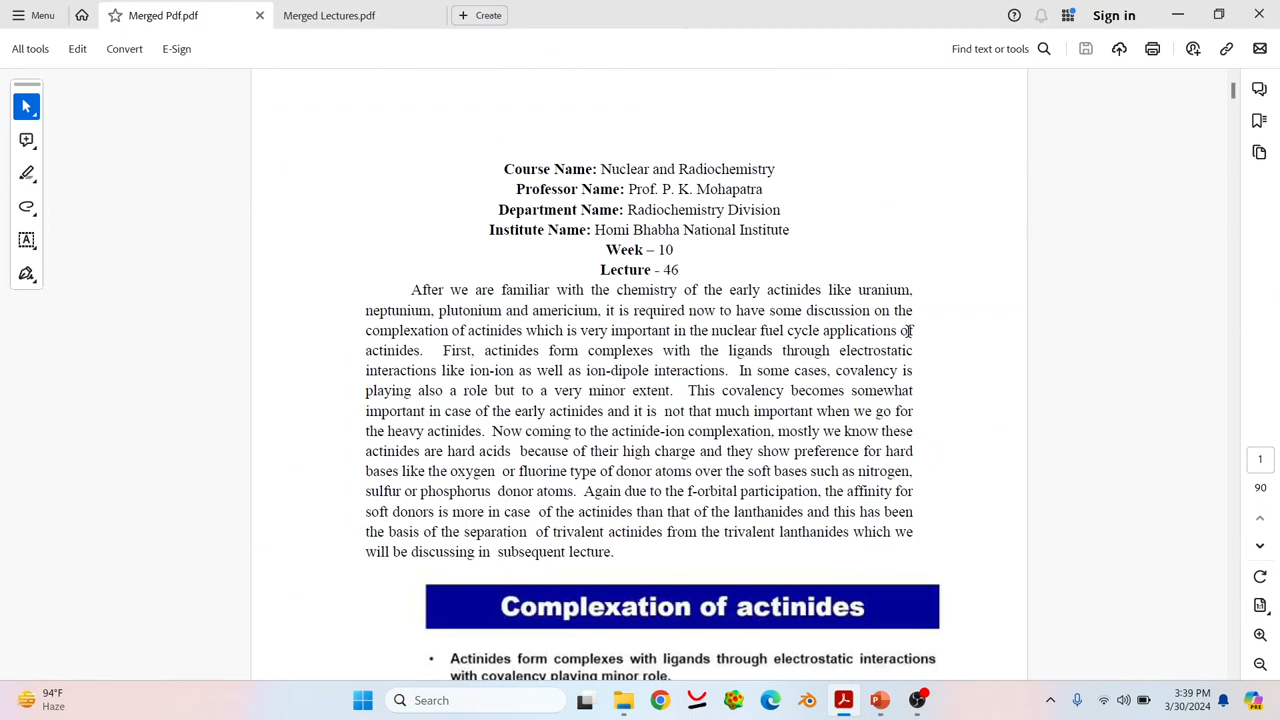 Menu
Merged Pdf.pdf
Merged Lectures.pdf
Create
Sign in
All tools
Edit
Convert
E-Sign
Find text or tools
Course Name: Nuclear and Radiochemistry
Professor Name: Prof. P. K. Mohapatra
Department Name: Radiochemistry Division
Institute Name: Homi Bhabha National Institute
Week – 10
Lecture - 46
After we are familiar with the chemistry of the early actinides like uranium,
neptunium, plutonium and americium, it is required now to have some discussion on the
complexation of actinides which is very important in the nuclear fuel cycle applications of
actinides. First, actinides form complexes with the ligands through electrostatic
interactions like ion-ion as well as ion-dipole interactions. In some cases, covalency is
playing also a role but to a very minor extent. This covalency becomes somewhat
important in case of the early actinides and it is not that much important when we go for
the heavy actinides. Now coming to the actinide-ion complexation, mostly we know these
actinides are hard acids because of their high charge and they show preference for hard
bases like the oxygen or fluorine type of donor atoms over the soft bases such as nitrogen,
sulfur or phosphorus donor atoms. Again due to the f-orbital participation, the affinity for
soft donors is more in case of the actinides than that of the lanthanides and this has been
the basis of the separation of trivalent actinides from the trivalent lanthanides which we
will be discussing in subsequent lecture.
Complexation of actinides
• Actinides form complexes with ligands through electrostatic interactions
with covalency playing minor role.
1
90
94°F
Haze
Search
3:39 PM
3/30/2024